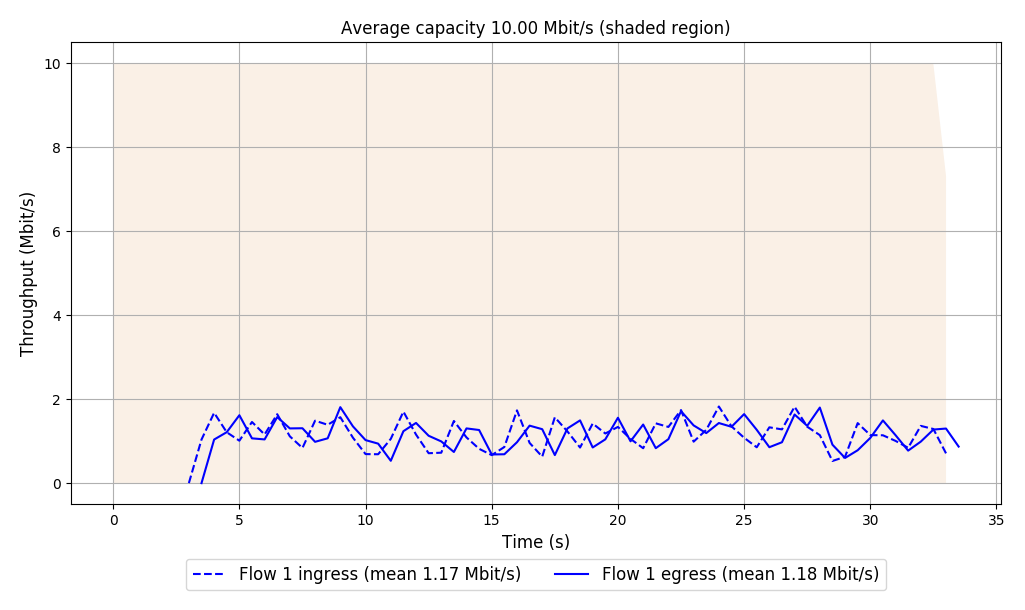 Average capacity 10.00 Mbit/s (shaded region)
Throughput (Mbit/s)
10
8
6
4
2
0
0 5 10 15 20 25 30 35
Time (s)
Flow 1 ingress (mean 1.17 Mbit/s) Flow 1 egress (mean 1.18 Mbit/s)